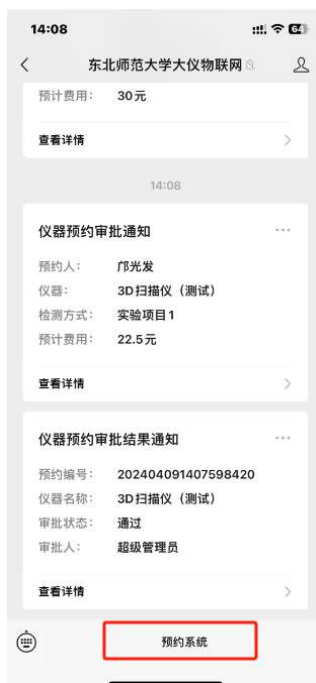 14:08
64
东北师范大学大仪物联网
预计费用： 30元
查看详情
14:08
仪器预约审批通知
预约人： 邝光发
仪器： 3D扫描仪（测试）
检测方式： 实验项目1
预计费用： 22.5元
查看详情
仪器预约审批结果通知
预约编号： 202404091407598420
仪器名称： 3D扫描仪（测试）
审批状态： 通过
审批人： 超级管理员
查看详情
预约系统